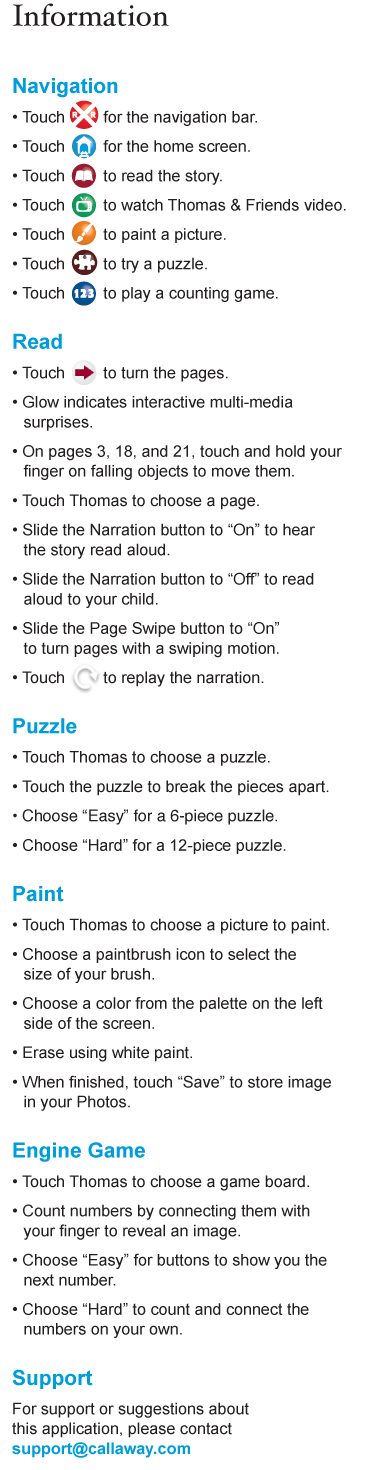 Information
Navigation
• Touch R R for the navigation bar.
• Touch for the home screen.
• Touch to read the story.
• Touch to watch Thomas & Friends video.
• Touch to paint a picture.
• Touch to try a puzzle.
• Touch 123 to play a counting game.
Read
• Touch to turn the pages.
• Glow indicates interactive multi-media
surprises.
• On pages 3, 18, and 21, touch and hold your
finger on falling objects to move them.
• Touch Thomas to choose a page.
• Slide the Narration button to “On” to hear
the story read aloud.
• Slide the Narration button to “Off” to read
aloud to your child.
• Slide the Page Swipe button to “On”
to turn pages with a swiping motion.
• Touch to replay the narration.
Puzzle
• Touch Thomas to choose a puzzle.
• Touch the puzzle to break the pieces apart.
• Choose “Easy” for a 6-piece puzzle.
• Choose “Hard” for a 12-piece puzzle.
Paint
• Touch Thomas to choose a picture to paint.
• Choose a paintbrush icon to select the
size of your brush.
• Choose a color from the palette on the left
side of the screen.
• Erase using white paint.
• When finished, touch “Save” to store image
in your Photos.
Engine Game
• Touch Thomas to choose a game board.
• Count numbers by connecting them with
your finger to reveal an image.
• Choose “Easy” for buttons to show you the
next number.
• Choose “Hard” to count and connect the
numbers on your own.
Support
For support or suggestions about
this application, please contact
support@callaway.com